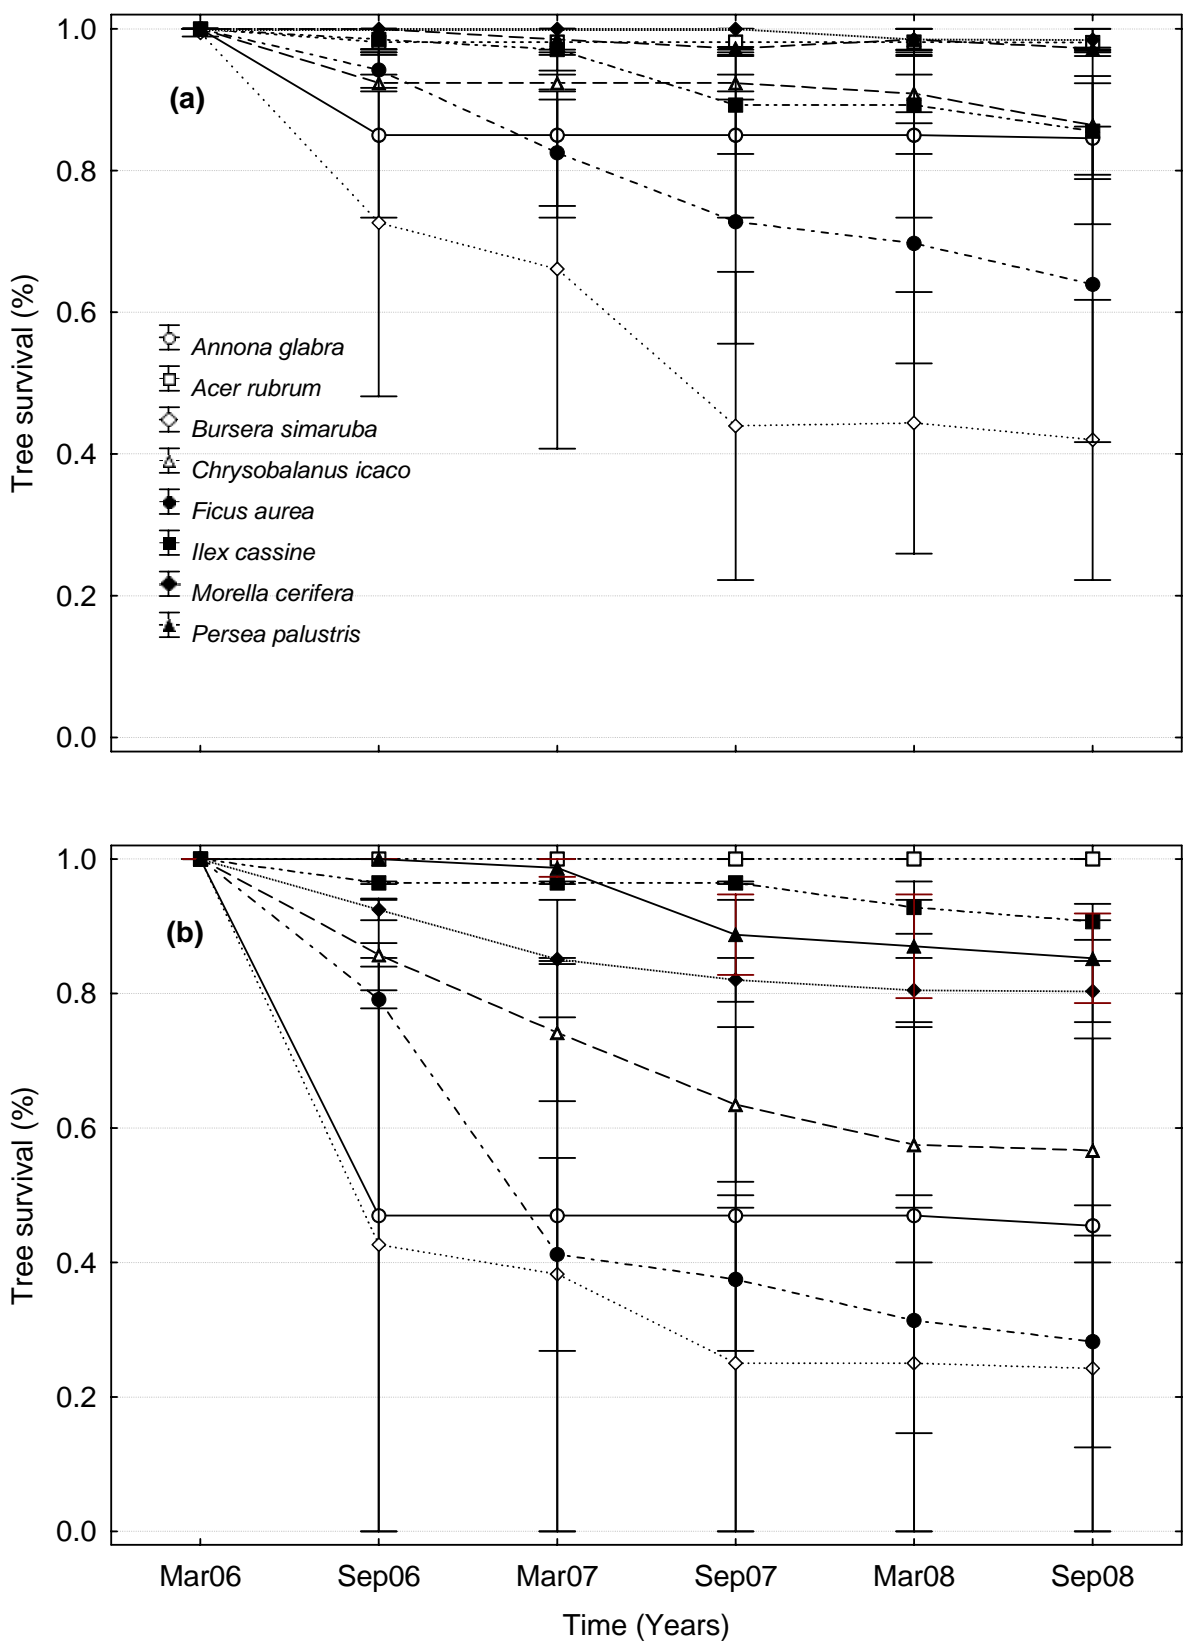 1.0
(a)
0.8
0.6
Tree survival (%)
Annona glabra
Acer rubrum
Bursera simaruba
0.4
Chrysobalanus icaco
Ficus aurea
Ilex cassine
0.2
Morella cerifera
Persea palustris
0.0
1.0
(b)
0.8
0.6
Tree survival (%)
0.4
0.2
0.0
Mar06 Sep06 Mar07 Sep07 Mar08 Sep08
Time (Years)